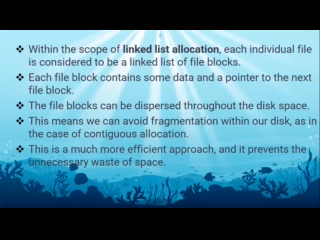 ❖ Within the scope of linked list allocation, each individual file
is considered to be a linked list of file blocks.
❖ Each file block contains some data and a pointer to the next
file block.
❖ The file blocks can be dispersed throughout the disk space.
❖ This means we can avoid fragmentation within our disk, as in
the case of contiguous allocation.
❖ This is a much more efficient approach, and it prevents the
unnecessary waste of space.